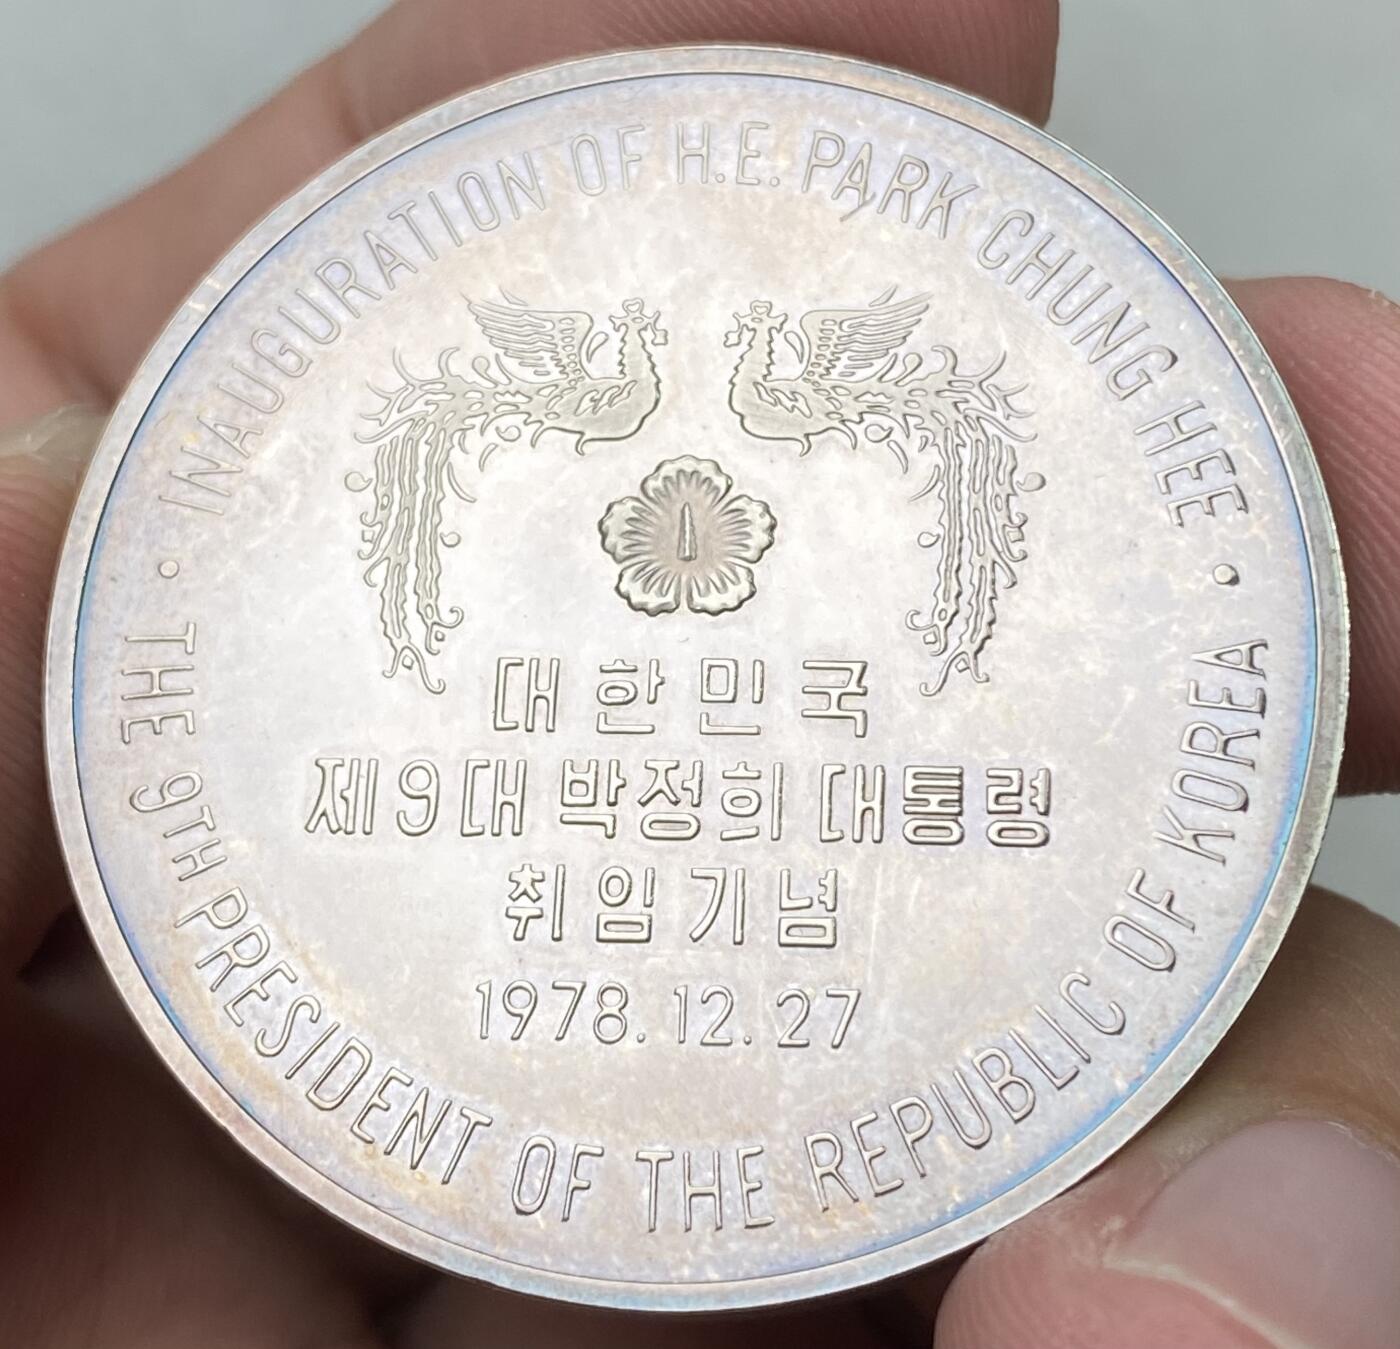 INAUGURATION OF H.E. PARK CHUNG HEE
대한민국
제9대 박정희 대통령
취임기념
1978.12.27
THE 9TH PRESIDENT OF THE REPUBLIC OF KOREA